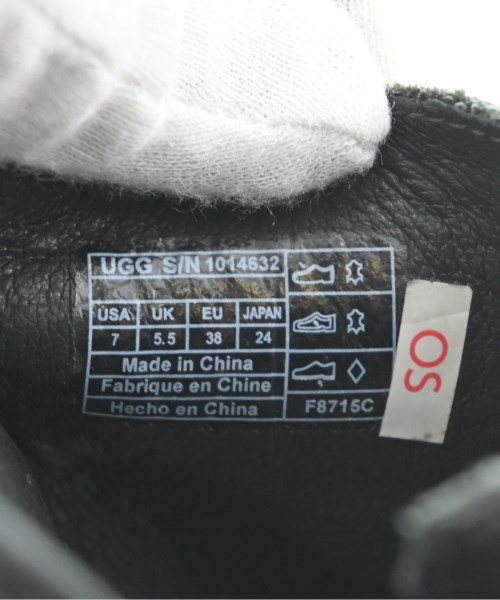 UGG S/N 1014632
USA UK EU JAPAN
7 5.5 38 24
Made in China
Fabrique en Chine
Hecho en China
F8715C
OS